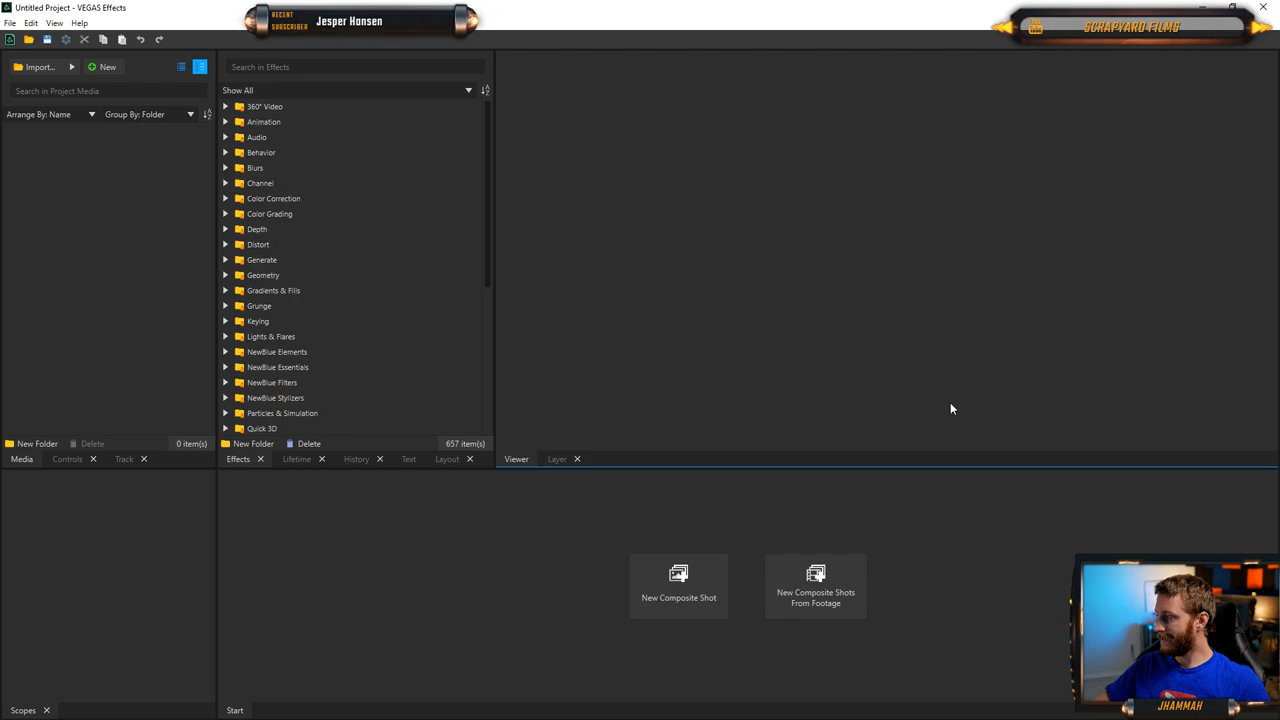 Untitled Project - VEGAS Effects
File Edit View Help
RECENT
SUBSCRIBER
Jesper Honsen
SCRAPYARD FILMS
Import... New
Search in Project Media
Arrange By: Name Group By: Folder
Search in Effects
Show All
360° Video
Animation
Audio
Behavior
Blurs
Channel
Color Correction
Color Grading
Depth
Distort
Generate
Geometry
Gradients & Fills
Grunge
Keying
Lights & Flares
NewBlue Elements
NewBlue Essentials
NewBlue Filters
NewBlue Stylizers
Particles & Simulation
Quick 3D
New Folder Delete 0 item(s)
New Folder Delete 657 item(s)
Media Controls Track
Effects Lifetime History Text Layout
Viewer Layer
New Composite Shot
New Composite Shots
From Footage
Scopes
Start
JHAMMAH